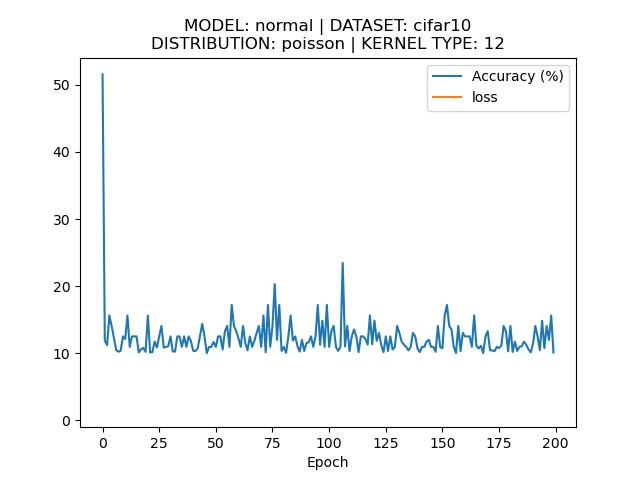 MODEL: normal | DATASET: cifar10
DISTRIBUTION: poisson | KERNEL TYPE: 12
Accuracy (%)
loss
50
40
30
20
10
0
0 25 50 75 100 125 150 175 200
Epoch